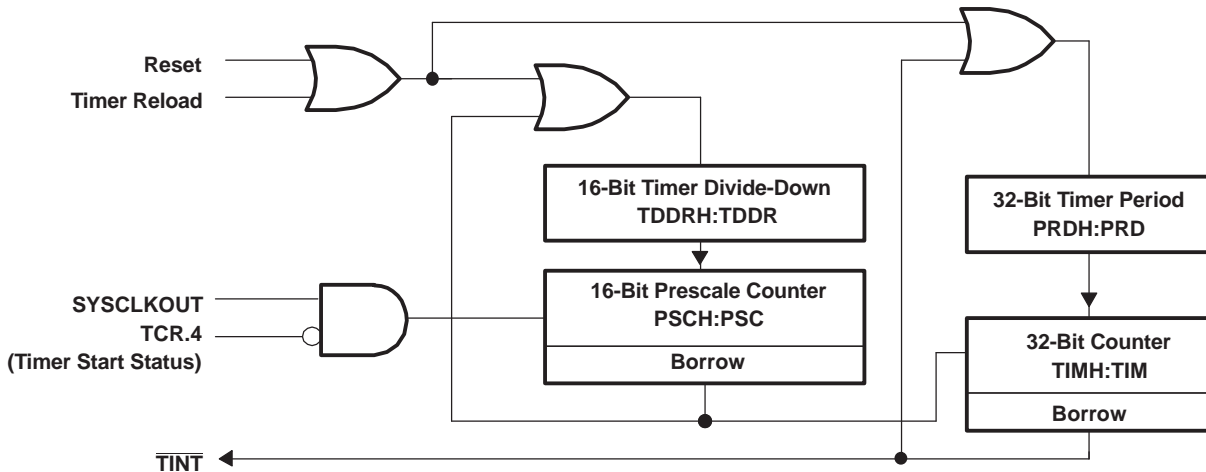 Reset
Timer Reload
16-Bit Timer Divide-Down
TDDRH:TDDR
32-Bit Timer Period
PRDH:PRD
SYSCLKOUT
TCR.4
(Timer Start Status)
16-Bit Prescale Counter
PSCH:PSC
Borrow
32-Bit Counter
TIMH:TIM
Borrow
TINT